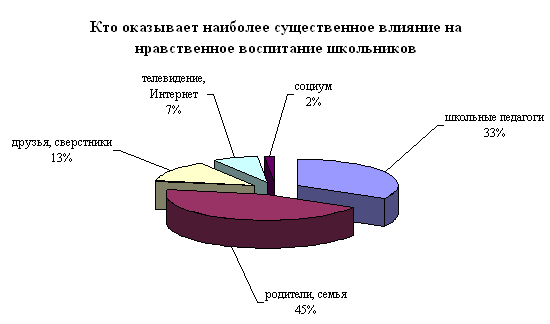 Кто оказывает наиболее существенное влияние на
нравственное воспитание школьников
телевидение,
Интернет
7%
социум
2%
школьные педагоги
33%
друзья, сверстники
13%
родители, семья
45%